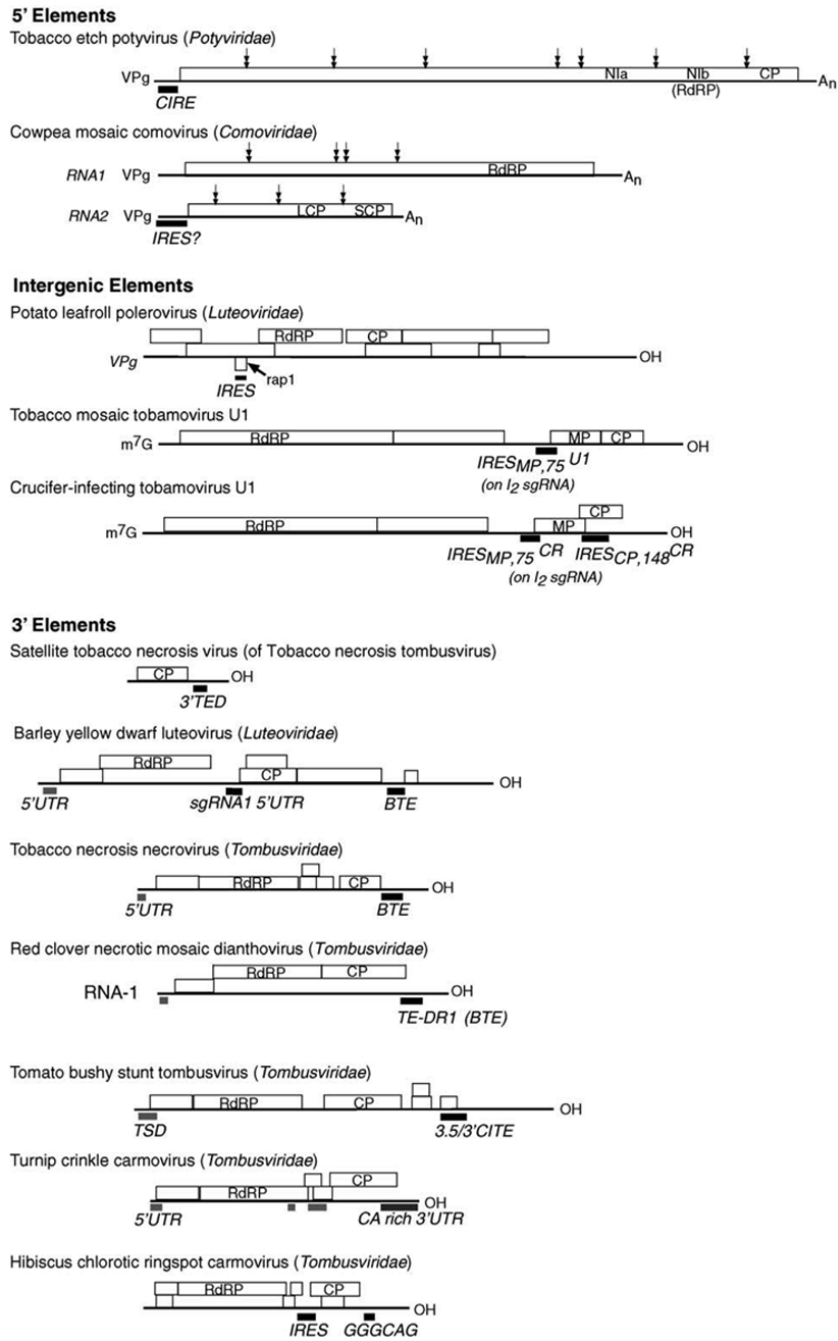 5' Elements
Tobacco etch potyvirus (Potyviridae)
VPg NIa NIb CP An
(RdRP)
CIRE
Cowpea mosaic comovirus (Comoviridae)
RNA1 VPg RdRP An
RNA2 VPg LCP SCP An
IRES?
Intergenic Elements
Potato leafroll polerovirus (Luteoviridae)
RdRP CP
VPg OH
rap1
IRES
Tobacco mosaic tobamovirus U1
m7G RdRP MP CP OH
IRESMP,75 U1
(on I2 sgRNA)
Crucifer-infecting tobamovirus U1
CP
m7G RdRP MP OH
IRESMP,75 CR IRESCP,148 CR
(on I2 sgRNA)
3' Elements
Satellite tobacco necrosis virus (of Tobacco necrosis tombusvirus)
CP OH
3'TED
Barley yellow dwarf luteovirus (Luteoviridae)
RdRP
CP OH
5'UTR sgRNA1 5'UTR BTE
Tobacco necrosis necrovirus (Tombusviridae)
RdRP CP OH
5'UTR BTE
Red clover necrotic mosaic dianthovirus (Tombusviridae)
RdRP CP
RNA-1 OH
TE-DR1 (BTE)
Tomato bushy stunt tombusvirus (Tombusviridae)
RdRP CP OH
TSD 3.5/3'CITE
Turnip crinkle carmovirus (Tombusviridae)
CP
RdRP OH
5'UTR CA rich 3'UTR
Hibiscus chlorotic ringspot carmovirus (Tombusviridae)
RdRP CP
OH
IRES GGGCAG